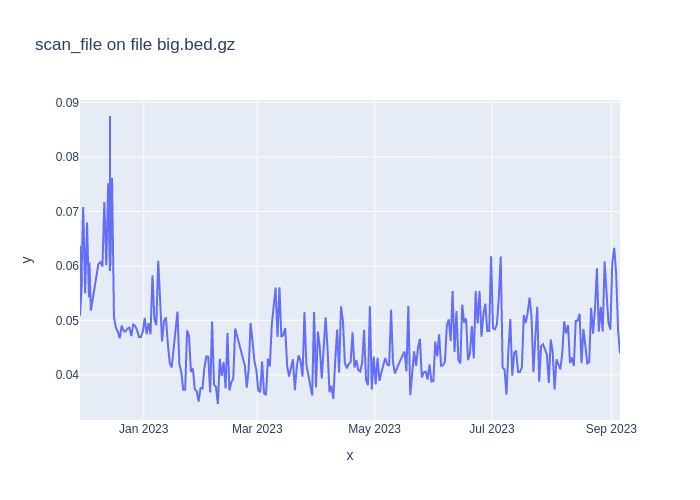 scan_file on file big.bed.gz
0.09
0.08
0.07
0.06
0.05
0.04
y
Jan 2023
Mar 2023
May 2023
Jul 2023
Sep 2023
x